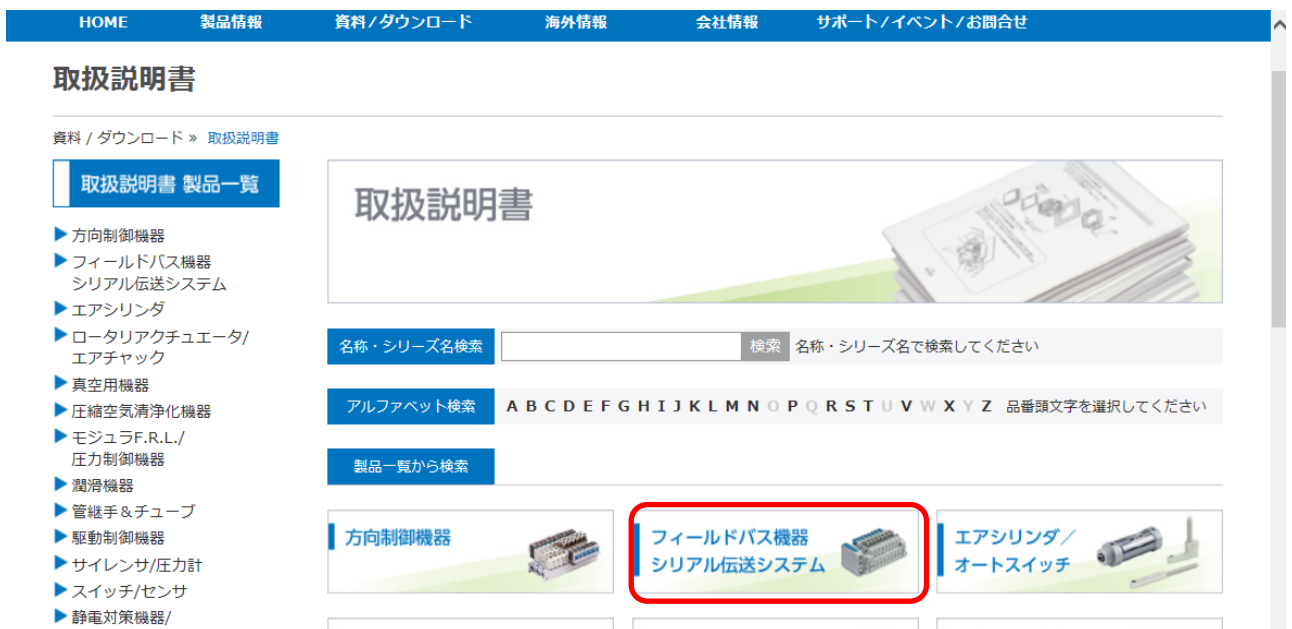 HOME 製品情報 資料/ダウンロード 海外情報 会社情報 サポート/イベント/お問合せ
取扱説明書
資料 / ダウンロード » 取扱説明書
取扱説明書 製品一覧
方向制御機器
フィールドバス機器
シリアル伝送システム
エアシリンダ
ロータリアクチュエータ/
エアチャック
真空用機器
圧縮空気清浄化機器
モジュラF.R.L./
圧力制御機器
潤滑機器
管継手＆チューブ
駆動制御機器
サイレンサ/圧力計
スイッチ/センサ
静電対策機器/
取扱説明書
名称・シリーズ名検索 検索 名称・シリーズ名で検索してください
アルファベット検索 A B C D E F G H I J K L M N O P Q R S T U V W X Y Z 品番頭文字を選択してください
製品一覧から検索
方向制御機器
フィールドバス機器
シリアル伝送システム
エアシリンダ／
オートスイッチ